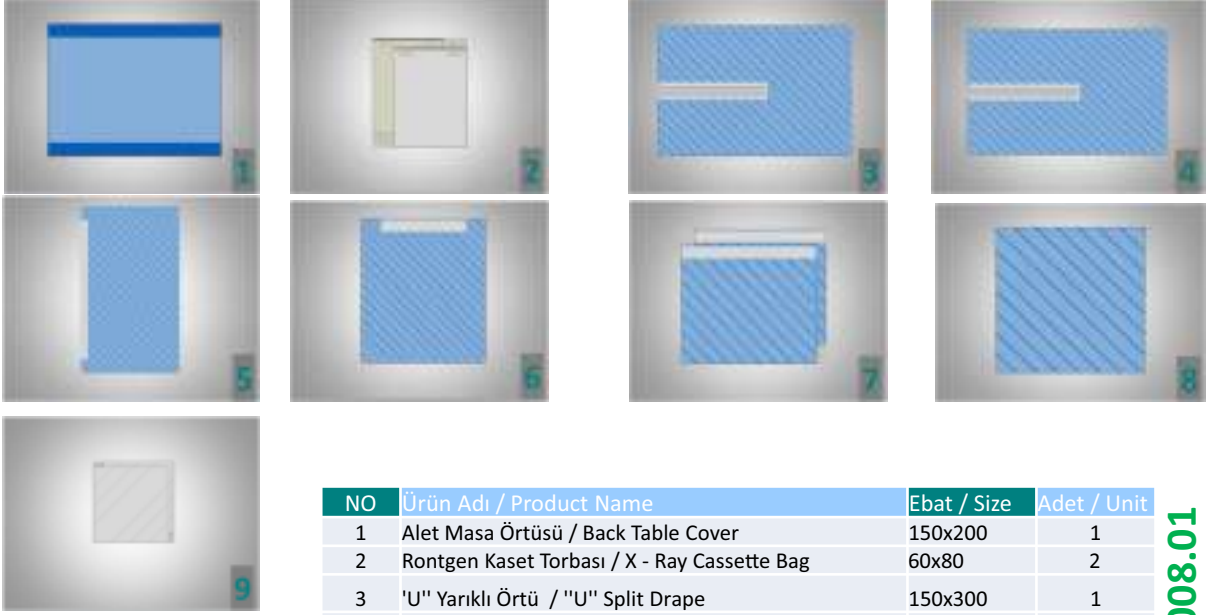 1
2
3
4
5
6
7
8
9
NO Ürün Adı / Product Name Ebat / Size Adet / Unit
1 Alet Masa Örtüsü / Back Table Cover 150x200 1
2 Rontgen Kaset Torbası / X - Ray Cassette Bag 60x80 2
3 'U'' Yarıklı Örtü / ''U'' Split Drape 150x300 1
008.01